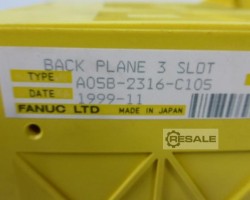 BACK PLANE 3 SLOT
TYPE A05B-2316-C105
DATE 1999-11
FANUC LTD MADE IN JAPAN
RESALE